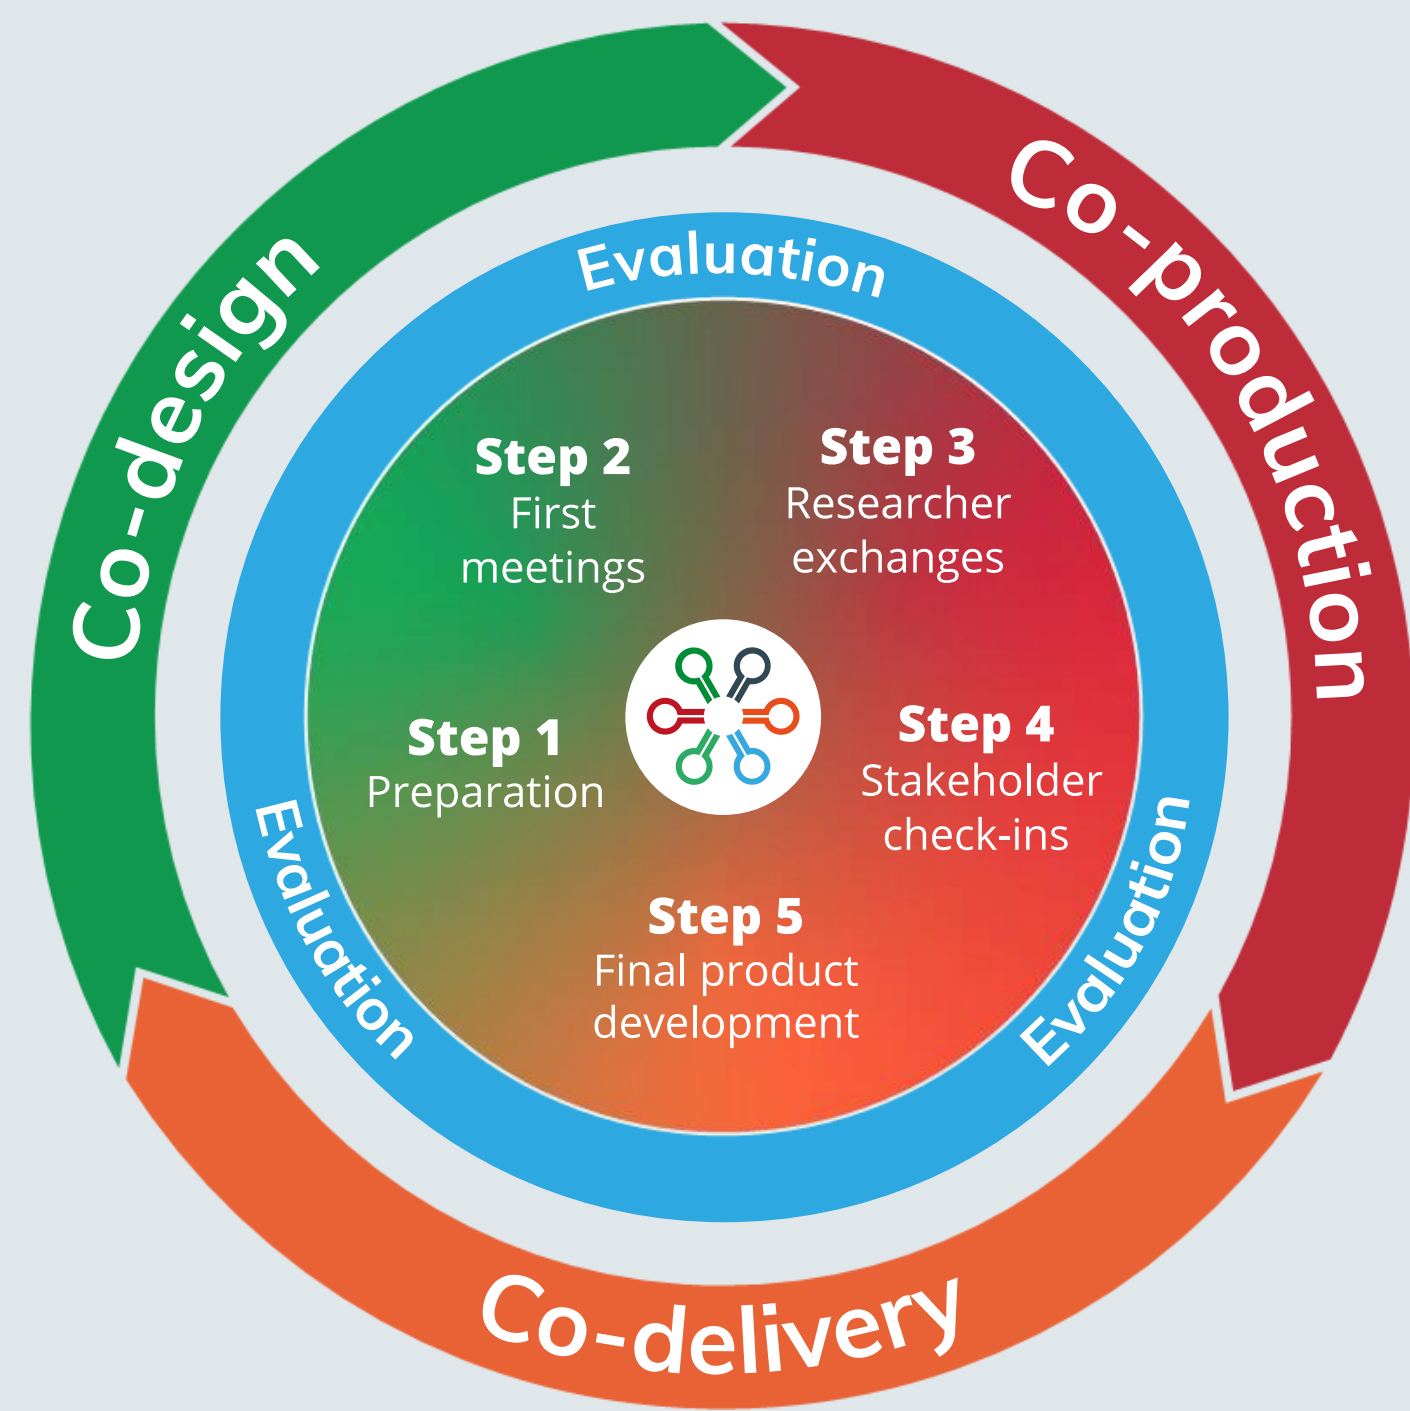 Co-design
Co-production
Co-delivery
Evaluation
Evaluation
Evaluation
Step 1
Preparation
Step 2
First
meetings
Step 3
Researcher
exchanges
Step 4
Stakeholder
check-ins
Step 5
Final product
development